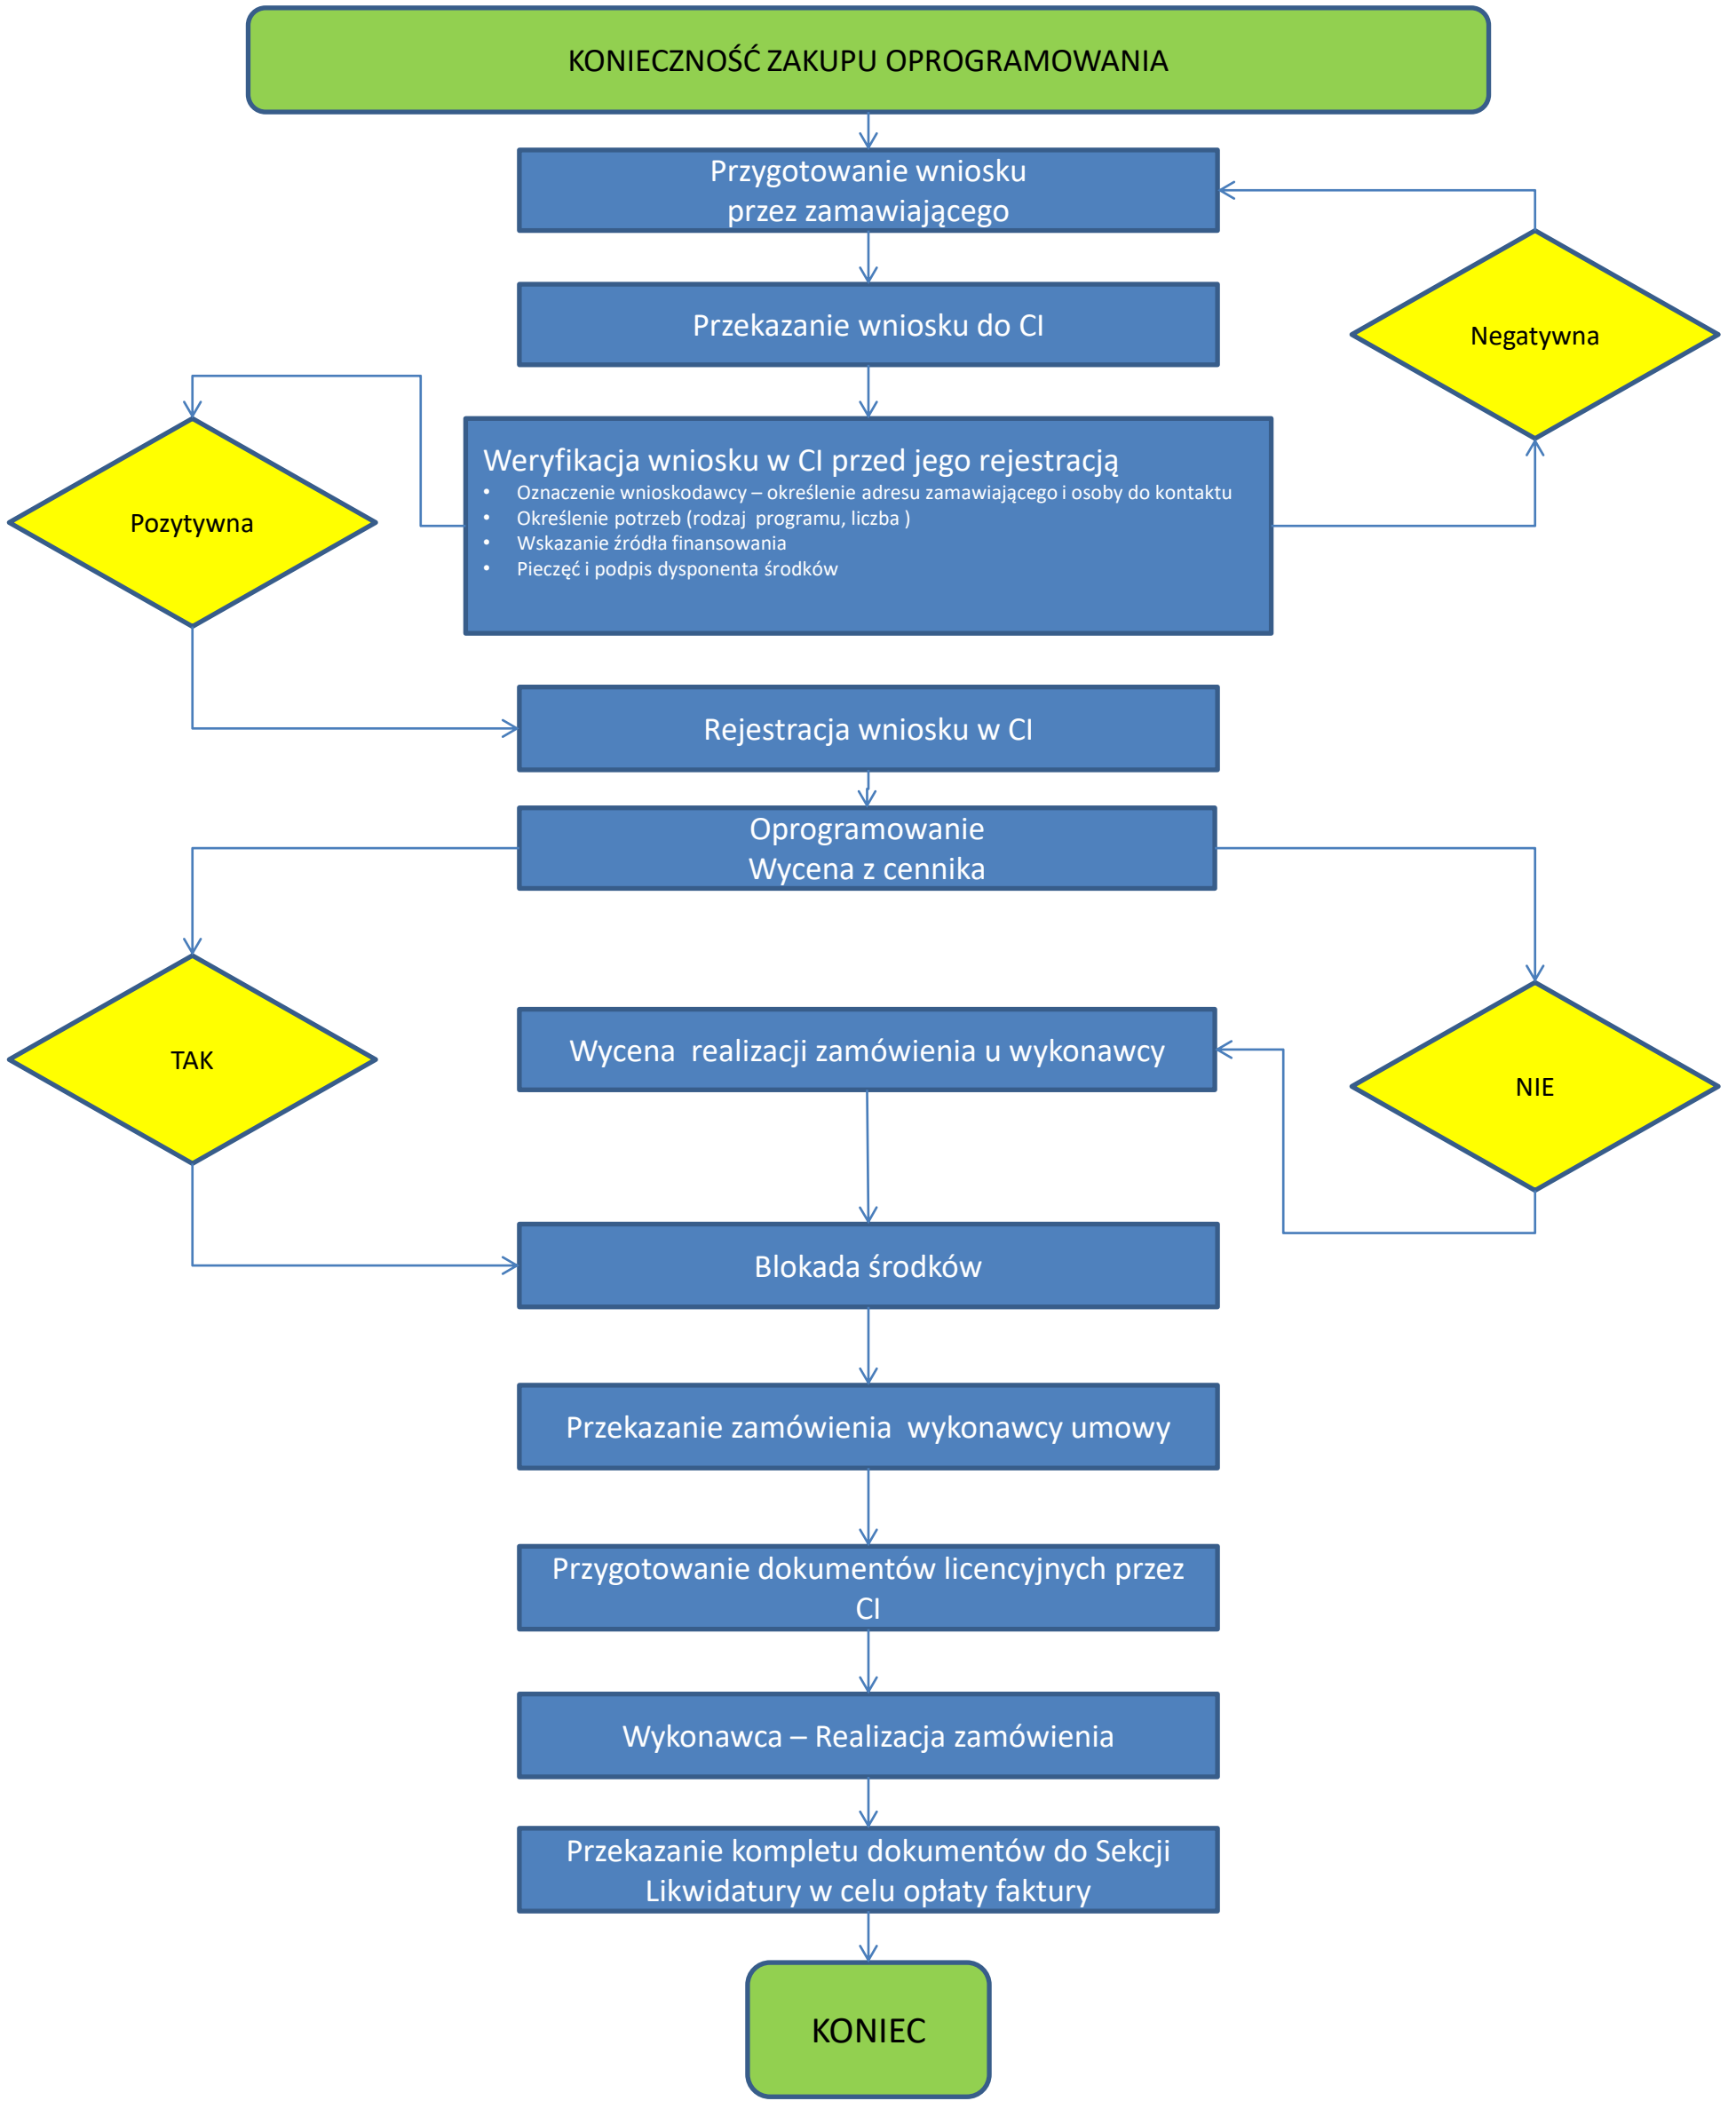 KONIECZNOŚĆ ZAKUPU OPROGRAMOWANIA
Przygotowanie wniosku
przez zamawiającego
Przekazanie wniosku do CI
Negatywna
Weryfikacja wniosku w CI przed jego rejestracją
• Oznaczenie wnioskodawcy – określenie adresu zamawiającego i osoby do kontaktu
• Określenie potrzeb (rodzaj programu, liczba )
• Wskazanie źródła finansowania
• Pieczęć i podpis dysponenta środków
Pozytywna
Rejestracja wniosku w CI
Oprogramowanie
Wycena z cennika
TAK
Wycena realizacji zamówienia u wykonawcy
NIE
Blokada środków
Przekazanie zamówienia wykonawcy umowy
Przygotowanie dokumentów licencyjnych przez
CI
Wykonawca – Realizacja zamówienia
Przekazanie kompletu dokumentów do Sekcji
Likwidatury w celu opłaty faktury
KONIEC